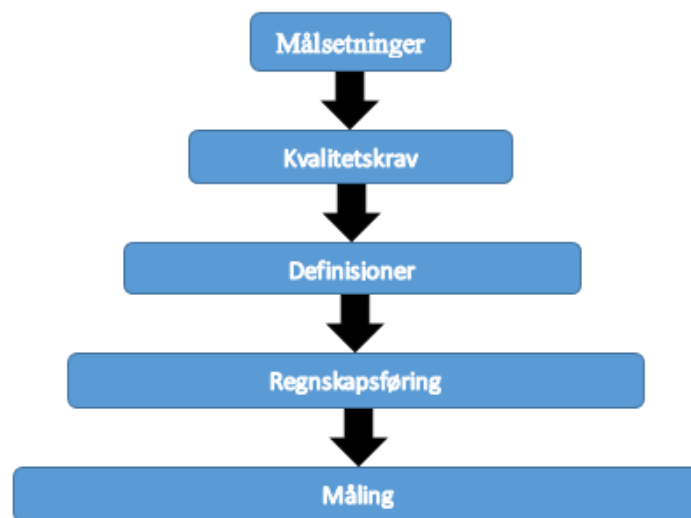 Målsetninger
Kvalitetskrav
Definisioner
Regnskapsføring
Måling